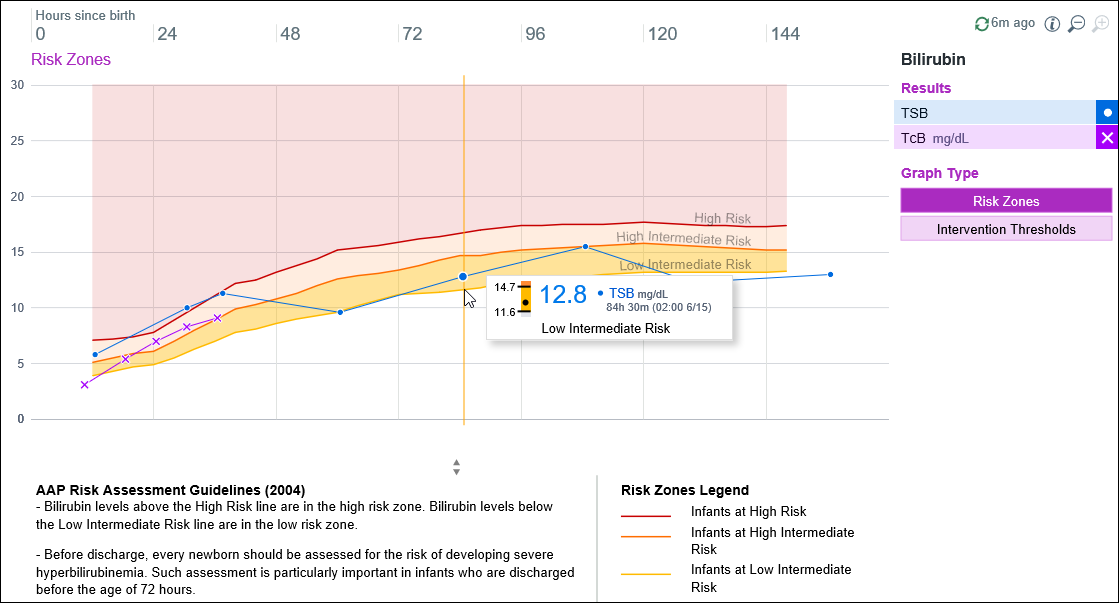 Hours since birth
0 24 48 72 96 120 144
6m ago
Risk Zones
Bilirubin
Results
TSB
TcB mg/dL
Graph Type
Risk Zones
Intervention Thresholds
30
25
20
15
10
5
0
High Risk
High Intermediate Risk
Low Intermediate Risk
14.7
11.6
12.8 TSB mg/dL
84h 30m (02:00 6/15)
Low Intermediate Risk
AAP Risk Assessment Guidelines (2004)
- Bilirubin levels above the High Risk line are in the high risk zone. Bilirubin levels below
the Low Intermediate Risk line are in the low risk zone.
- Before discharge, every newborn should be assessed for the risk of developing severe
hyperbilirubinemia. Such assessment is particularly important in infants who are discharged
before the age of 72 hours.
Risk Zones Legend
Infants at High Risk
Infants at High Intermediate
Risk
Infants at Low Intermediate
Risk